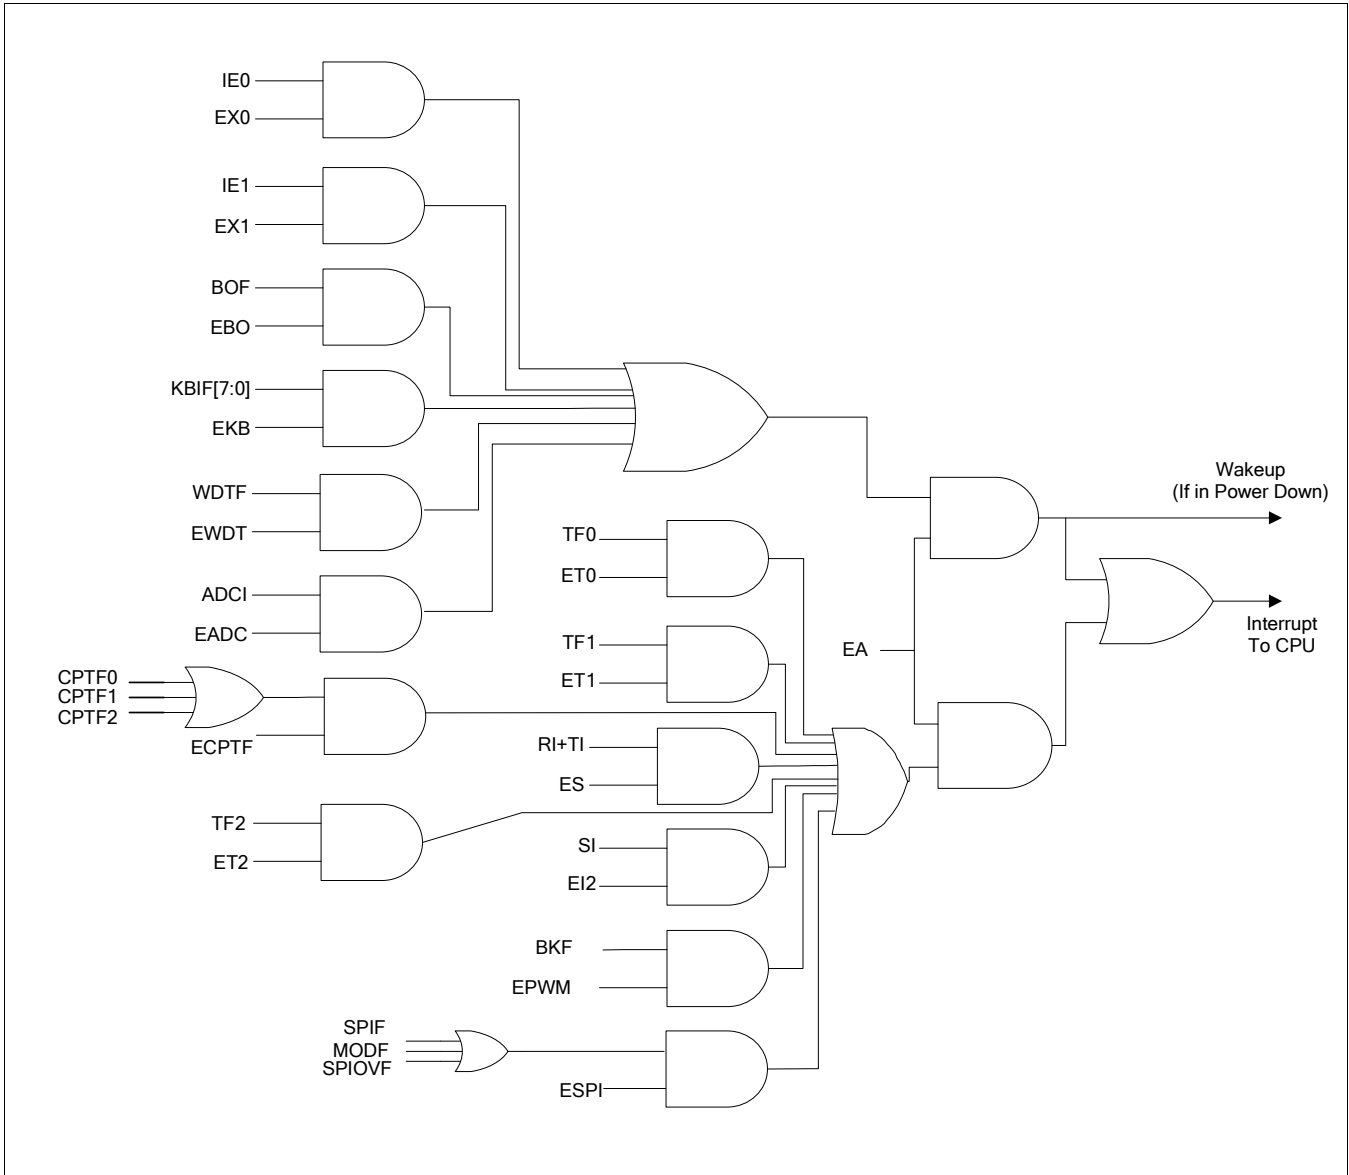 IE0
EX0
IE1
EX1
BOF
EBO
KBIF[7:0]
EKB
WDTF
EWDT
ADCI
EADC
CPTF0
CPTF1
CPTF2
ECPTF
TF2
ET2
TF0
ET0
TF1
ET1
RI+TI
ES
SI
EI2
BKF
EPWM
SPIF
MODF
SPIOVF
ESPI
EA
Wakeup
(If in Power Down)
Interrupt
To CPU